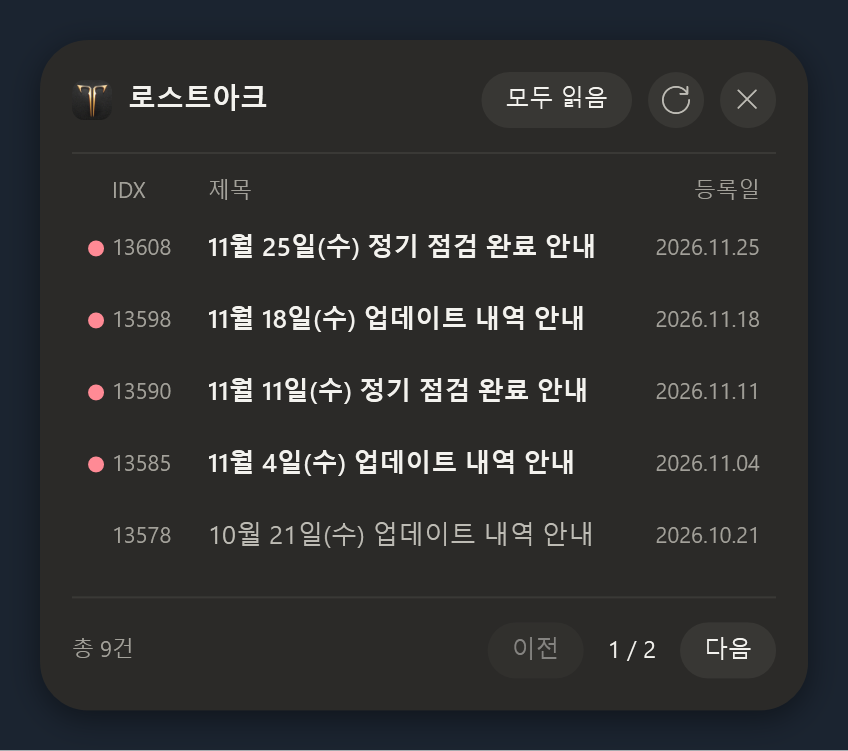 로스트아크 모두 읽음
IDX 제목 등록일
13608 11월 25일(수) 정기 점검 완료 안내 2026.11.25
13598 11월 18일(수) 업데이트 내역 안내 2026.11.18
13590 11월 11일(수) 정기 점검 완료 안내 2026.11.11
13585 11월 4일(수) 업데이트 내역 안내 2026.11.04
13578 10월 21일(수) 업데이트 내역 안내 2026.10.21
총 9건 이전 1 / 2 다음